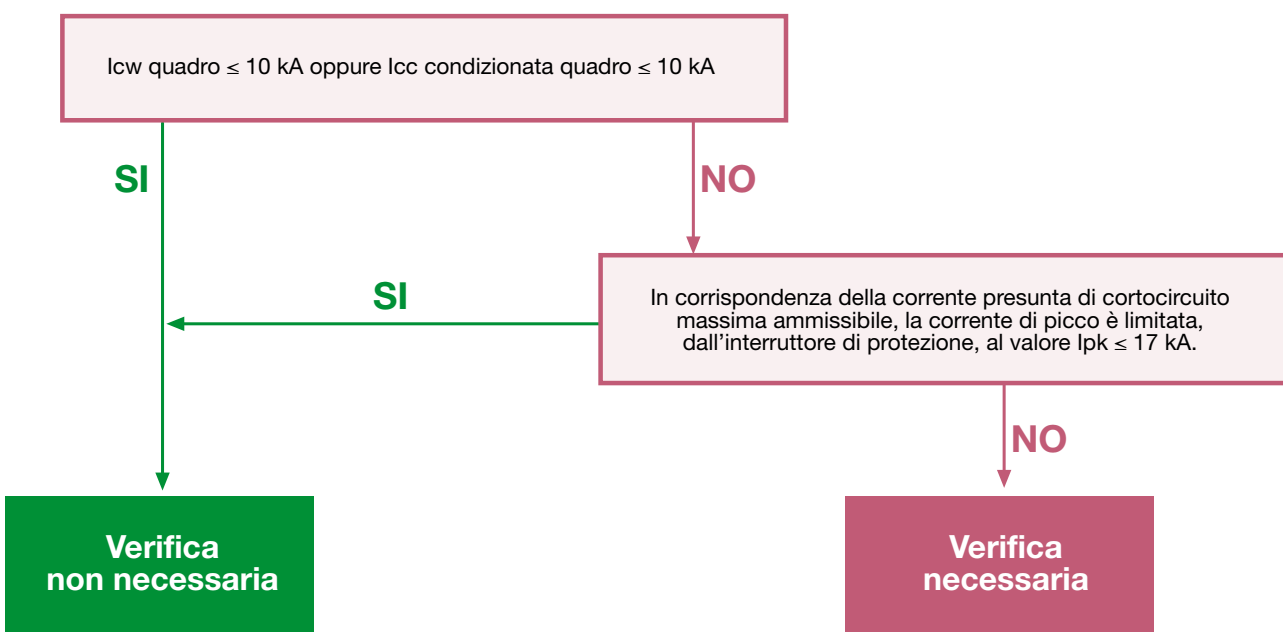 Icw quadro ≤ 10 kA oppure Icc condizionata quadro ≤ 10 kA
SI
NO
SI
In corrispondenza della corrente presunta di cortocircuito
massima ammissibile, la corrente di picco è limitata,
dall'interruttore di protezione, al valore Ipk ≤ 17 kA.
NO
Verifica
non necessaria
Verifica
necessaria